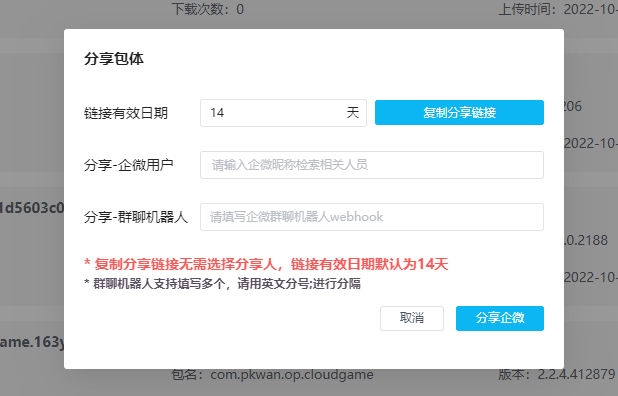 下载次数：0
上传时间：2022-10-
分享包体
链接有效日期
14
天
复制分享链接
206
分享-企微用户
请输入企微昵称检索相关人员
2022-10-
1d5603c0
分享-群聊机器人
请填写企微群聊机器人webhook
.0.2188
* 复制分享链接无需选择分享人，链接有效日期默认为14天
* 群聊机器人支持填写多个，请用英文分号;进行分隔
2022-10-
取消
分享企微
ame.163y
包名：com.pkwan.op.cloudgame
版本：2.2.4.412879